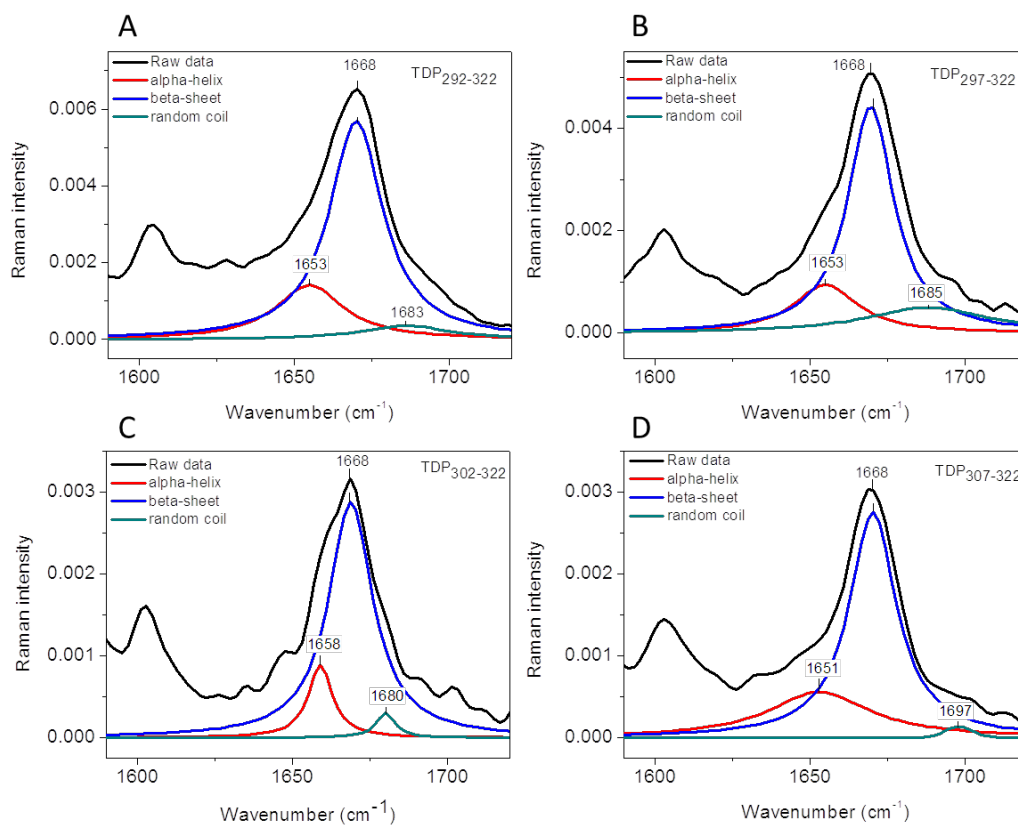 A
Raw data
alpha-helix
beta-sheet
random coil
1668
TDP292-322
1653
1683
0.006
0.004
0.002
0.000
1600
1650
1700
Raman intensity
Wavenumber (cm-1)
B
Raw data
alpha-helix
beta-sheet
random coil
1668
TDP297-322
1653
1685
0.004
0.002
0.000
1600
1650
1700
Raman intensity
Wavenumber (cm-1)
C
Raw data
alpha-helix
beta-sheet
random coil
1668
TDP302-322
1658
1680
0.003
0.002
0.001
0.000
1600
1650
1700
Raman intensity
Wavenumber (cm-1)
D
Raw data
alpha-helix
beta-sheet
random coil
1668
TDP307-322
1651
1697
0.003
0.002
0.001
0.000
1600
1650
1700
Raman intensity
Wavenumber (cm-1)